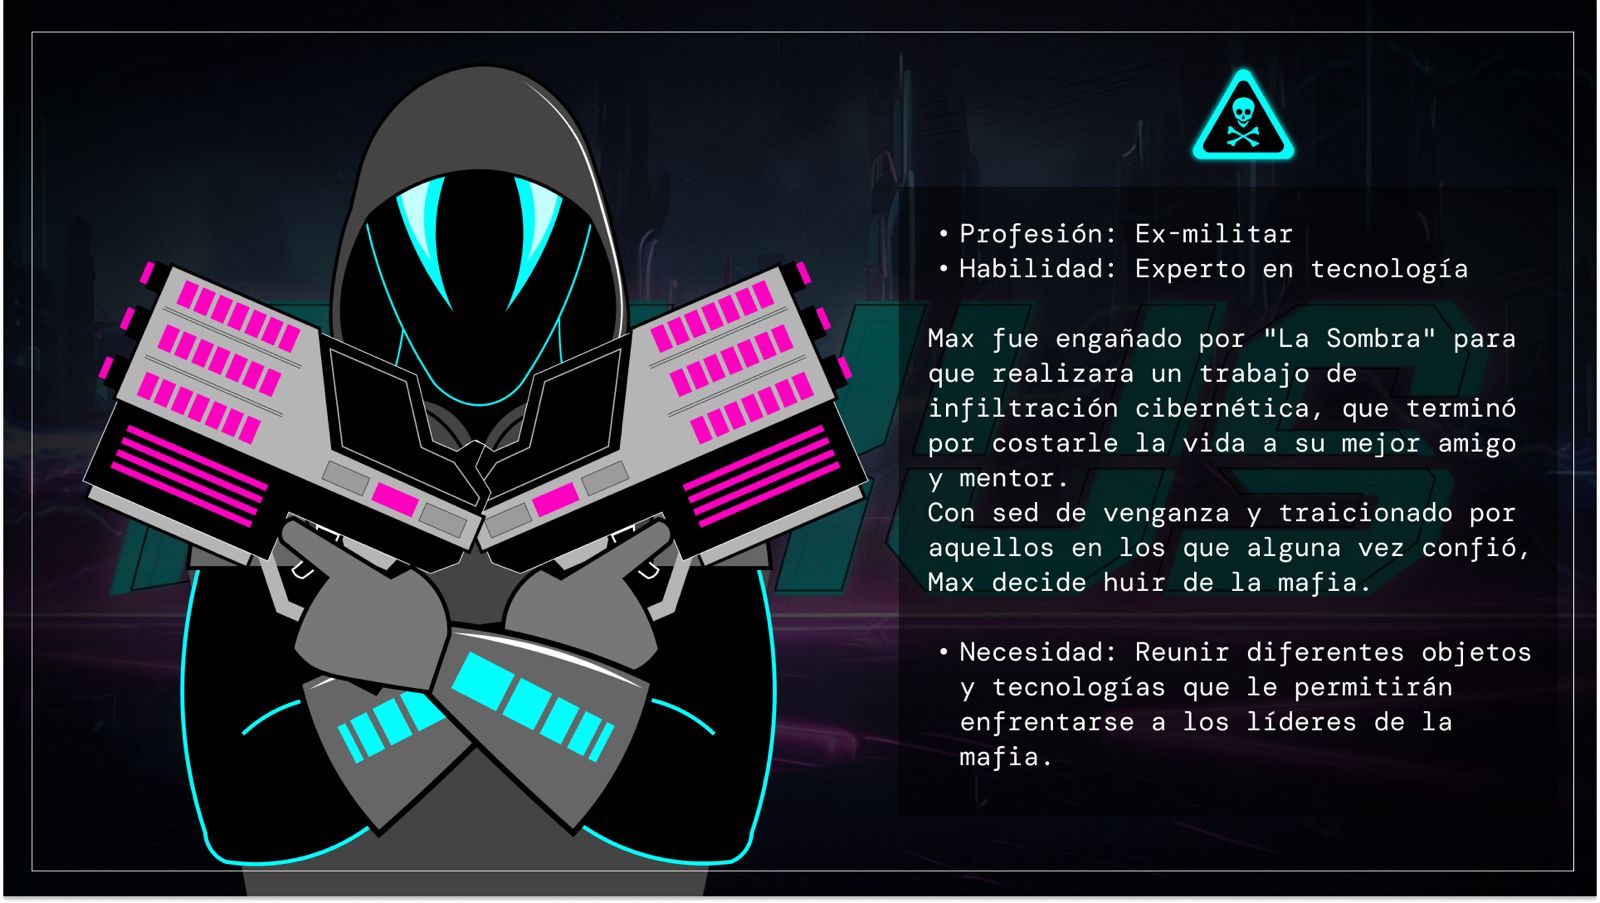 • Profesión: Ex-militar
• Habilidad: Experto en tecnología
Max fue engañado por "La Sombra" para
que realizara un trabajo de
infiltración cibernética, que terminó
por costarle la vida a su mejor amigo
y mentor.
Con sed de venganza y traicionado por
aquellos en los que alguna vez confió,
Max decide huir de la mafia.
• Necesidad: Reunir diferentes objetos
y tecnologías que le permitirán
enfrentarse a los líderes de la
mafia.